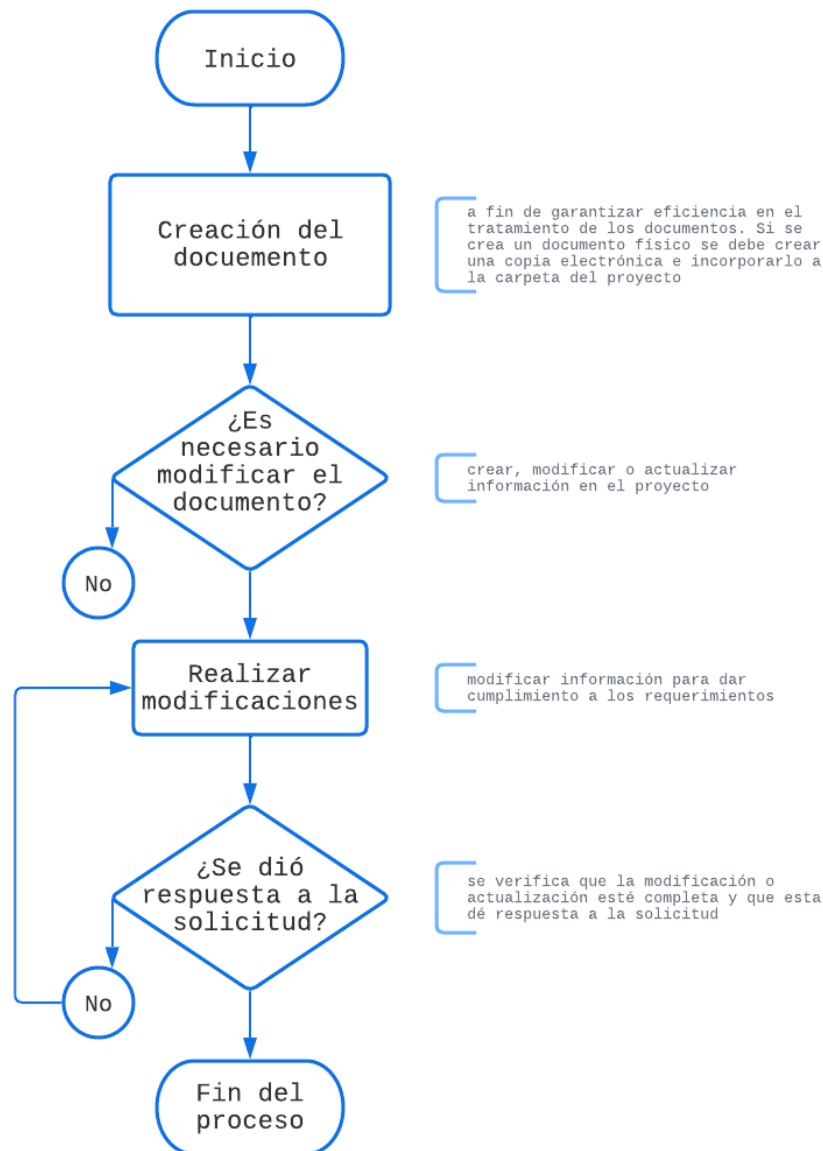 Inicio
Creación del
docuemento
a fin de garantizar eficiencia en el
tratamiento de los documentos. Si se
crea un documento físico se debe crear
una copia electrónica e incorporarlo a
la carpeta del proyecto
¿Es
necesario
modificar el
documento?
crear, modificar o actualizar
información en el proyecto
No
Realizar
modificaciones
modificar información para dar
cumplimiento a los requerimientos
¿Se dió
respuesta a la
solicitud?
se verifica que la modificación o
actualización esté completa y que esta
dé respuesta a la solicitud
No
Fin del
proceso